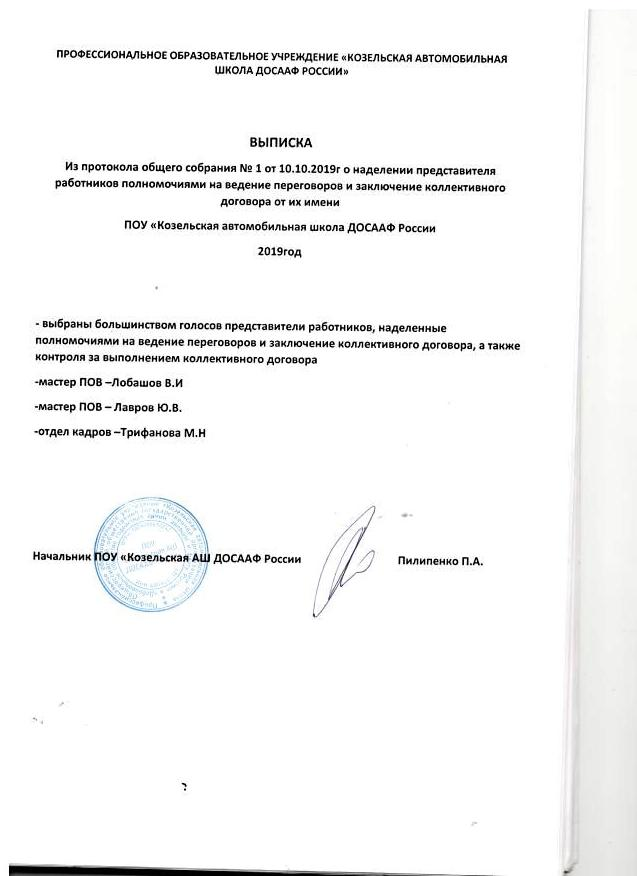 ПРОФЕССИОНАЛЬНОЕ ОБРАЗОВАТЕЛЬНОЕ УЧРЕЖДЕНИЕ «КОЗЕЛЬСКАЯ АВТОМОБИЛЬНАЯ
ШКОЛА ДОСААФ РОССИИ»
ВЫПИСКА
Из протокола общего собрания № 1 от 10.10.2019г о наделении представителя
работников полномочиями на ведение переговоров и заключение коллективного
договора от их имени
ПОУ «Козельская автомобильная школа ДОСААФ России
2019год
- выбраны большинством голосов представители работников, наделенные
полномочиями на ведение переговоров и заключение коллективного договора, а также
контроля за выполнением коллективного договора
-мастер ПОВ –Лобашов В.И
-мастер ПОВ – Лавров Ю.В.
-отдел кадров –Трифанова М.Н
Начальник ПОУ «Козельская АШ ДОСААФ России Пилипенко П.А.